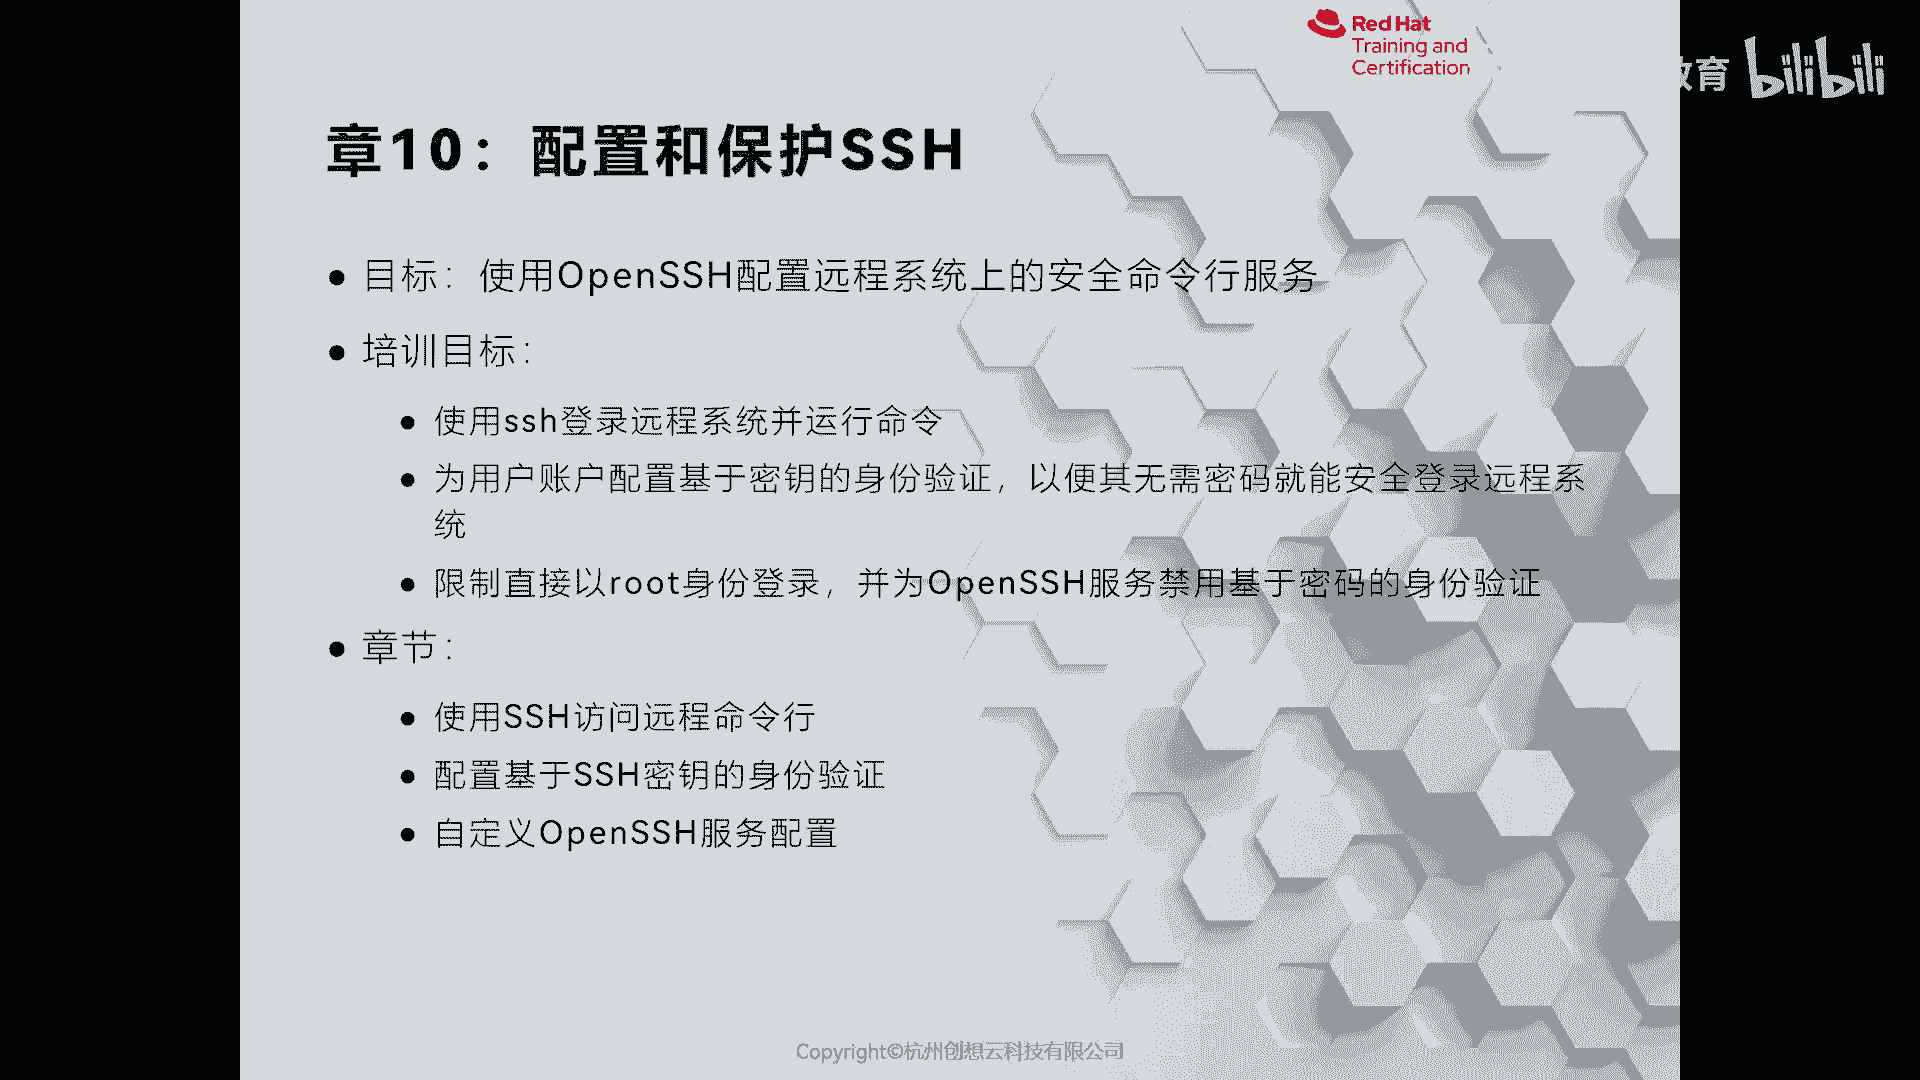 Red Hat
Training and
Certification
教育 bilibili
章10：配置和保护SSH
● 目标：使用OpenSSH配置远程系统上的安全命令行服务
● 培训目标：
● 使用ssh登录远程系统并运行命令
● 为用户账户配置基于密钥的身份验证，以便其无需密码就能安全登录远程系
统
● 限制直接以root身份登录，并为OpenSSH服务禁用基于密码的身份验证
● 章节：
● 使用SSH访问远程命令行
● 配置基于SSH密钥的身份验证
● 自定义OpenSSH服务配置
Copyright©杭州创想云科技有限公司